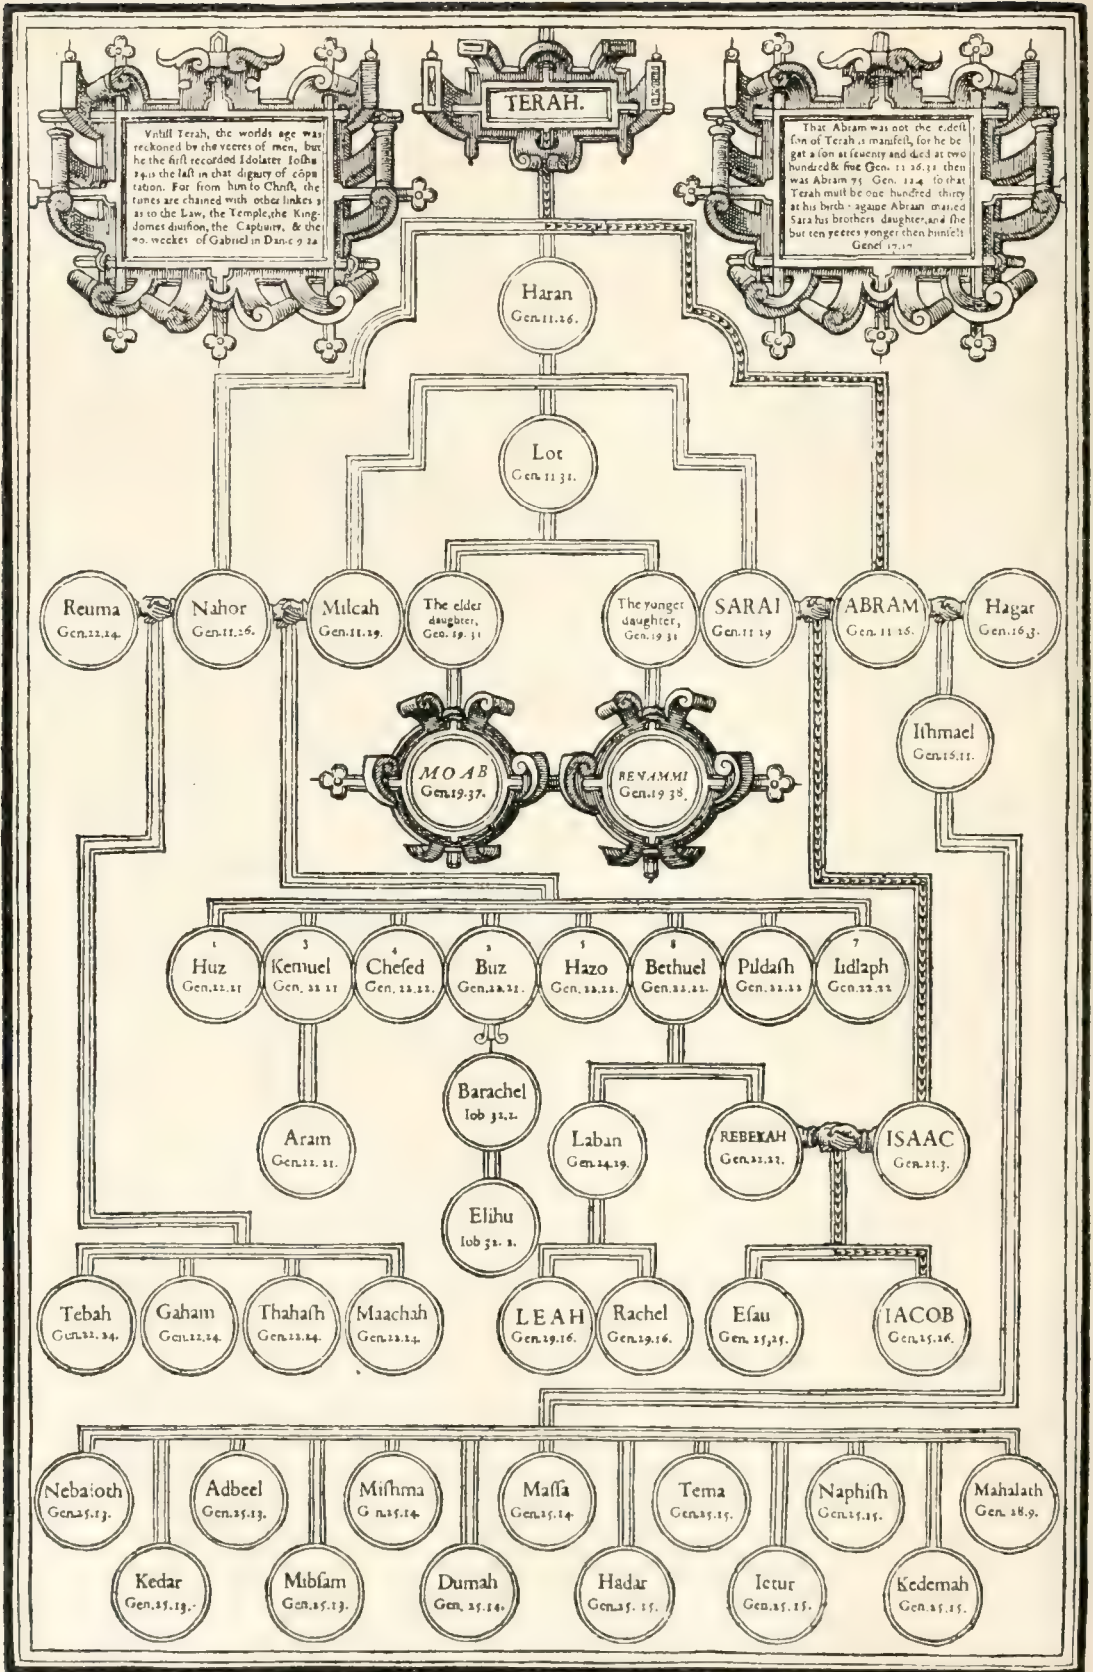 TERAH.
Vntill Terah, the worlds age was
reckoned by the yeeres of men, but
he the firſt recorded Idolater Ioſhu
24. is the laſt in that dignity of cõpu
tation. For from him to Chriſt, the
times are chained with other linkes
as to the Law, the Temple, the King-
domes diuiſion, the Captiuity, & the
70. weekes of Gabriel in Dan. 9 24
That Abram was not the eldeſt
ſon of Terah is manifeſt, for he be
gat a ſon at ſeuenty and died at two
hundred & fiue Gen. 11 26.32 then
was Abram 75 Gen. 12 4 ſo that
Terah muſt be one hundred thirty
at his birth · againe Abram maried
Sara his brothers daughter, and ſhe
but ten yeeres yonger then himſelf
Geneſ 17.17
Haran
Gen.11.26.
Lot
Gen. 11 31.
Reuma
Gen.22.24.
Nahor
Gen.11.26.
Milcah
Gen.11.29.
The elder
daughter,
Gen. 19. 31
The yonger
daughter,
Gen. 19 31
SARAI
Gen.11 29
ABRAM
Gen. 11 26.
Hagar
Gen.16,3.
Iſhmael
Gen.16.11.
MOAB
Gen.19.37.
BENAMMI
Gen.19 38.
1
Huz
Gen.22.21
3
Kemuel
Gen. 22 21
4
Cheſed
Gen. 22.22.
2
Buz
Gen.22.21.
5
Hazo
Gen. 22.22.
8
Bethuel
Gen.22.22.
Pildaſh
Gen.22.22
7
Iidlaph
Gen.22.22
Barachel
Iob 32.2.
Aram
Gen.22. 21.
Laban
Gen.24.29.
REBEKAH
Gen.22.23.
ISAAC
Gen.21.3.
Elihu
Iob 32. 2.
Tebah
Gen.22. 24.
Gaham
Gen.22.24
Thahaſh
Gen.22.24.
Maachah
Gen.22.24
LEAH
Gen.29.16.
Rachel
Gen.29.16.
Eſau
Gen. 25,25.
IACOB
Gen.25.26.
Nebaioth
Gen.25.13.
Adbeel
Gen.25.13.
Miſhma
G n.25.14
Maſſa
Gen.25.14
Tema
Gen.25.15.
Naphiſh
Gen.25.15.
Mahalath
Gen. 28.9.
Kedar
Gen.25.13.
Mibſam
Gen.25.13.
Dumah
Gen. 25.14.
Hadar
Gen.25. 15.
Ietur
Gen.25. 15.
Kedemah
Gen.25.15.